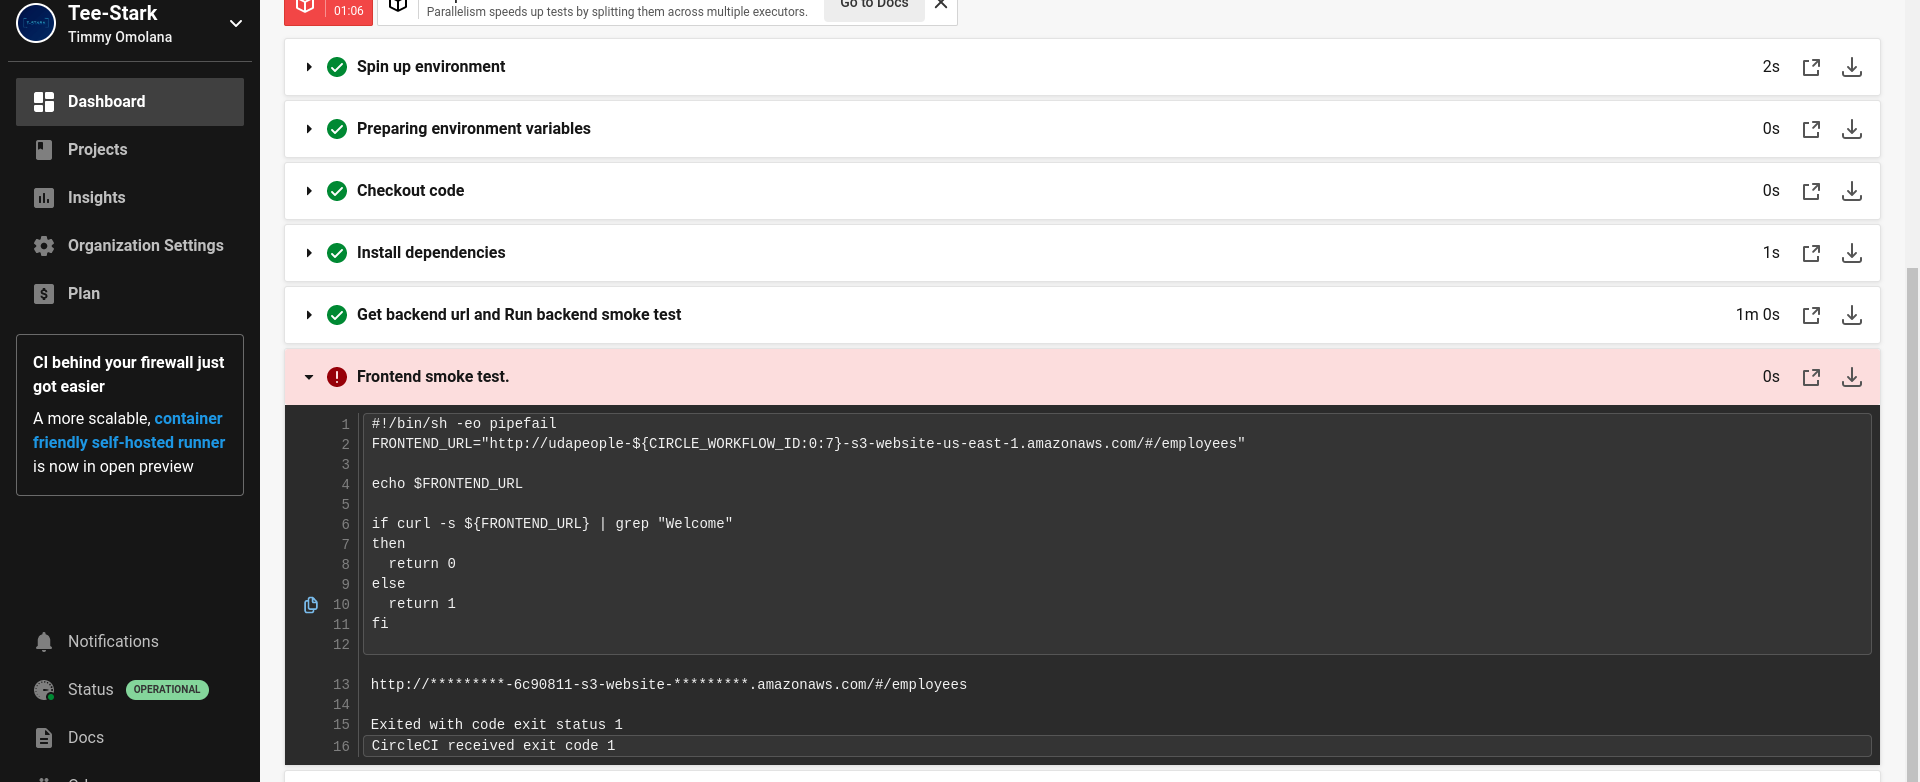 Tee-Stark
Timmy Omolana
Dashboard
Projects
Insights
Organization Settings
Plan
CI behind your firewall just
got easier
A more scalable, container
friendly self-hosted runner
is now in open preview
Notifications
Status OPERATIONAL
Docs
01:06
Parallelism speeds up tests by splitting them across multiple executors.
Go to Docs
Spin up environment 2s
Preparing environment variables 0s
Checkout code 0s
Install dependencies 1s
Get backend url and Run backend smoke test 1m 0s
Frontend smoke test. 0s
1 #!/bin/sh -eo pipefail
2 FRONTEND_URL="http://udapeople-${CIRCLE_WORKFLOW_ID:0:7}-s3-website-us-east-1.amazonaws.com/#/employees"
3
4 echo $FRONTEND_URL
5
6 if curl -s ${FRONTEND_URL} | grep "Welcome"
7 then
8 return 0
9 else
10 return 1
11 fi
12
13 http://*********-6c90811-s3-website-*********.amazonaws.com/#/employees
14
15 Exited with code exit status 1
16 CircleCI received exit code 1